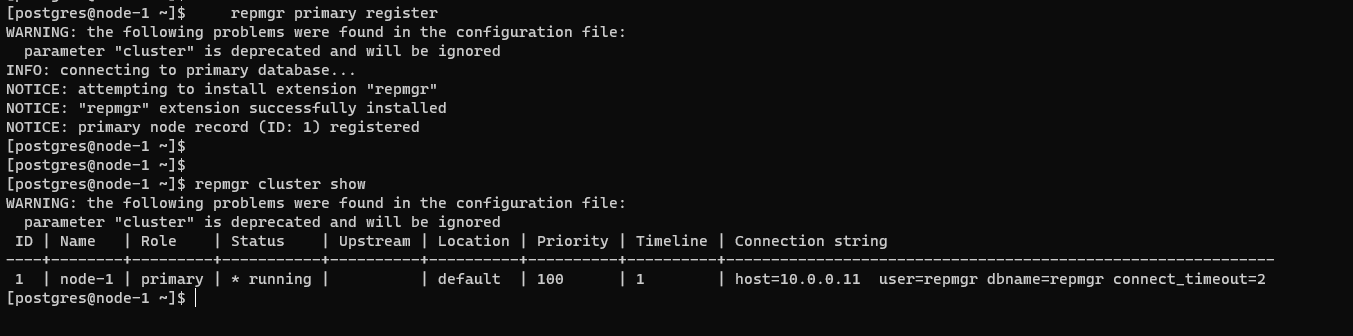 [postgres@node-1 ~]$     repmgr primary register
WARNING: the following problems were found in the configuration file:
  parameter "cluster" is deprecated and will be ignored
INFO: connecting to primary database...
NOTICE: attempting to install extension "repmgr"
NOTICE: "repmgr" extension successfully installed
NOTICE: primary node record (ID: 1) registered
[postgres@node-1 ~]$
[postgres@node-1 ~]$
[postgres@node-1 ~]$ repmgr cluster show
WARNING: the following problems were found in the configuration file:
  parameter "cluster" is deprecated and will be ignored
 ID | Name   | Role    | Status    | Upstream | Location | Priority | Timeline | Connection string
----+--------+---------+-----------+----------+----------+----------+----------+-------------------------------------------------------------
 1  | node-1 | primary | * running |          | default  | 100      | 1        | host=10.0.0.11  user=repmgr dbname=repmgr connect_timeout=2
[postgres@node-1 ~]$